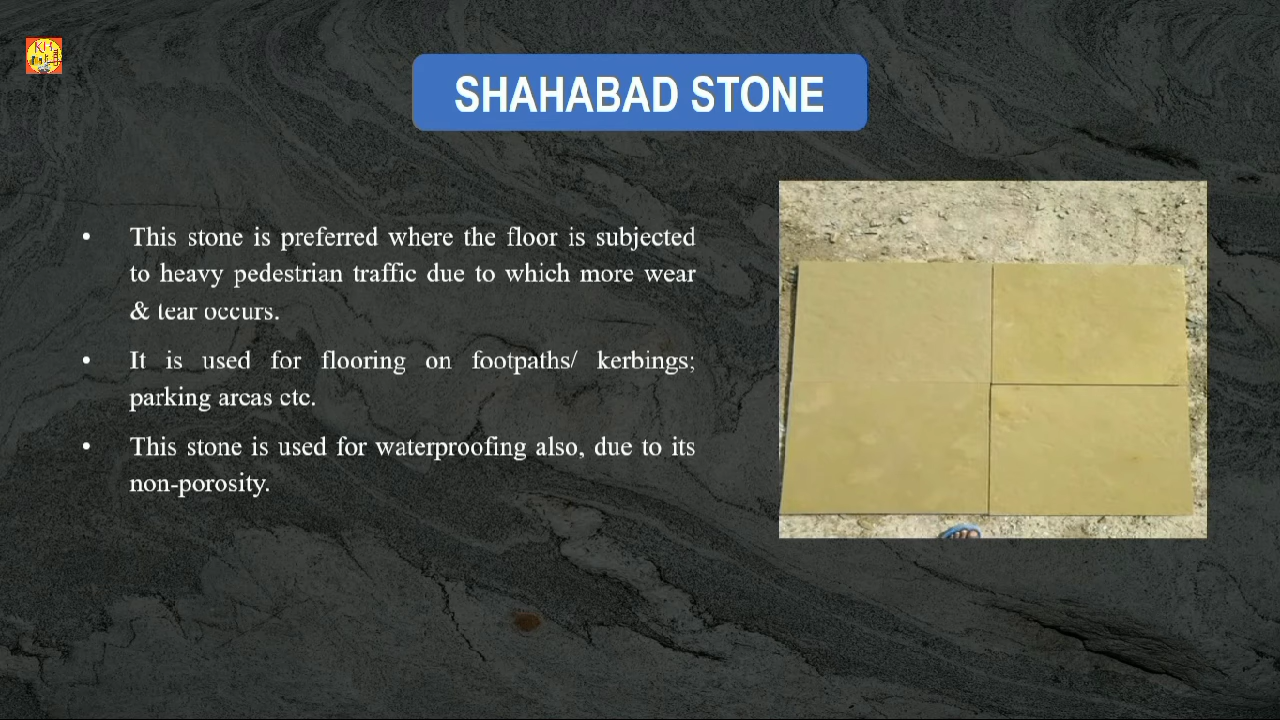 KB
SHAHABAD STONE
• This stone is preferred where the floor is subjected
to heavy pedestrian traffic due to which more wear
& tear occurs.
• It is used for flooring on footpaths/ kerbings;
parking areas etc.
• This stone is used for waterproofing also, due to its
non-porosity.